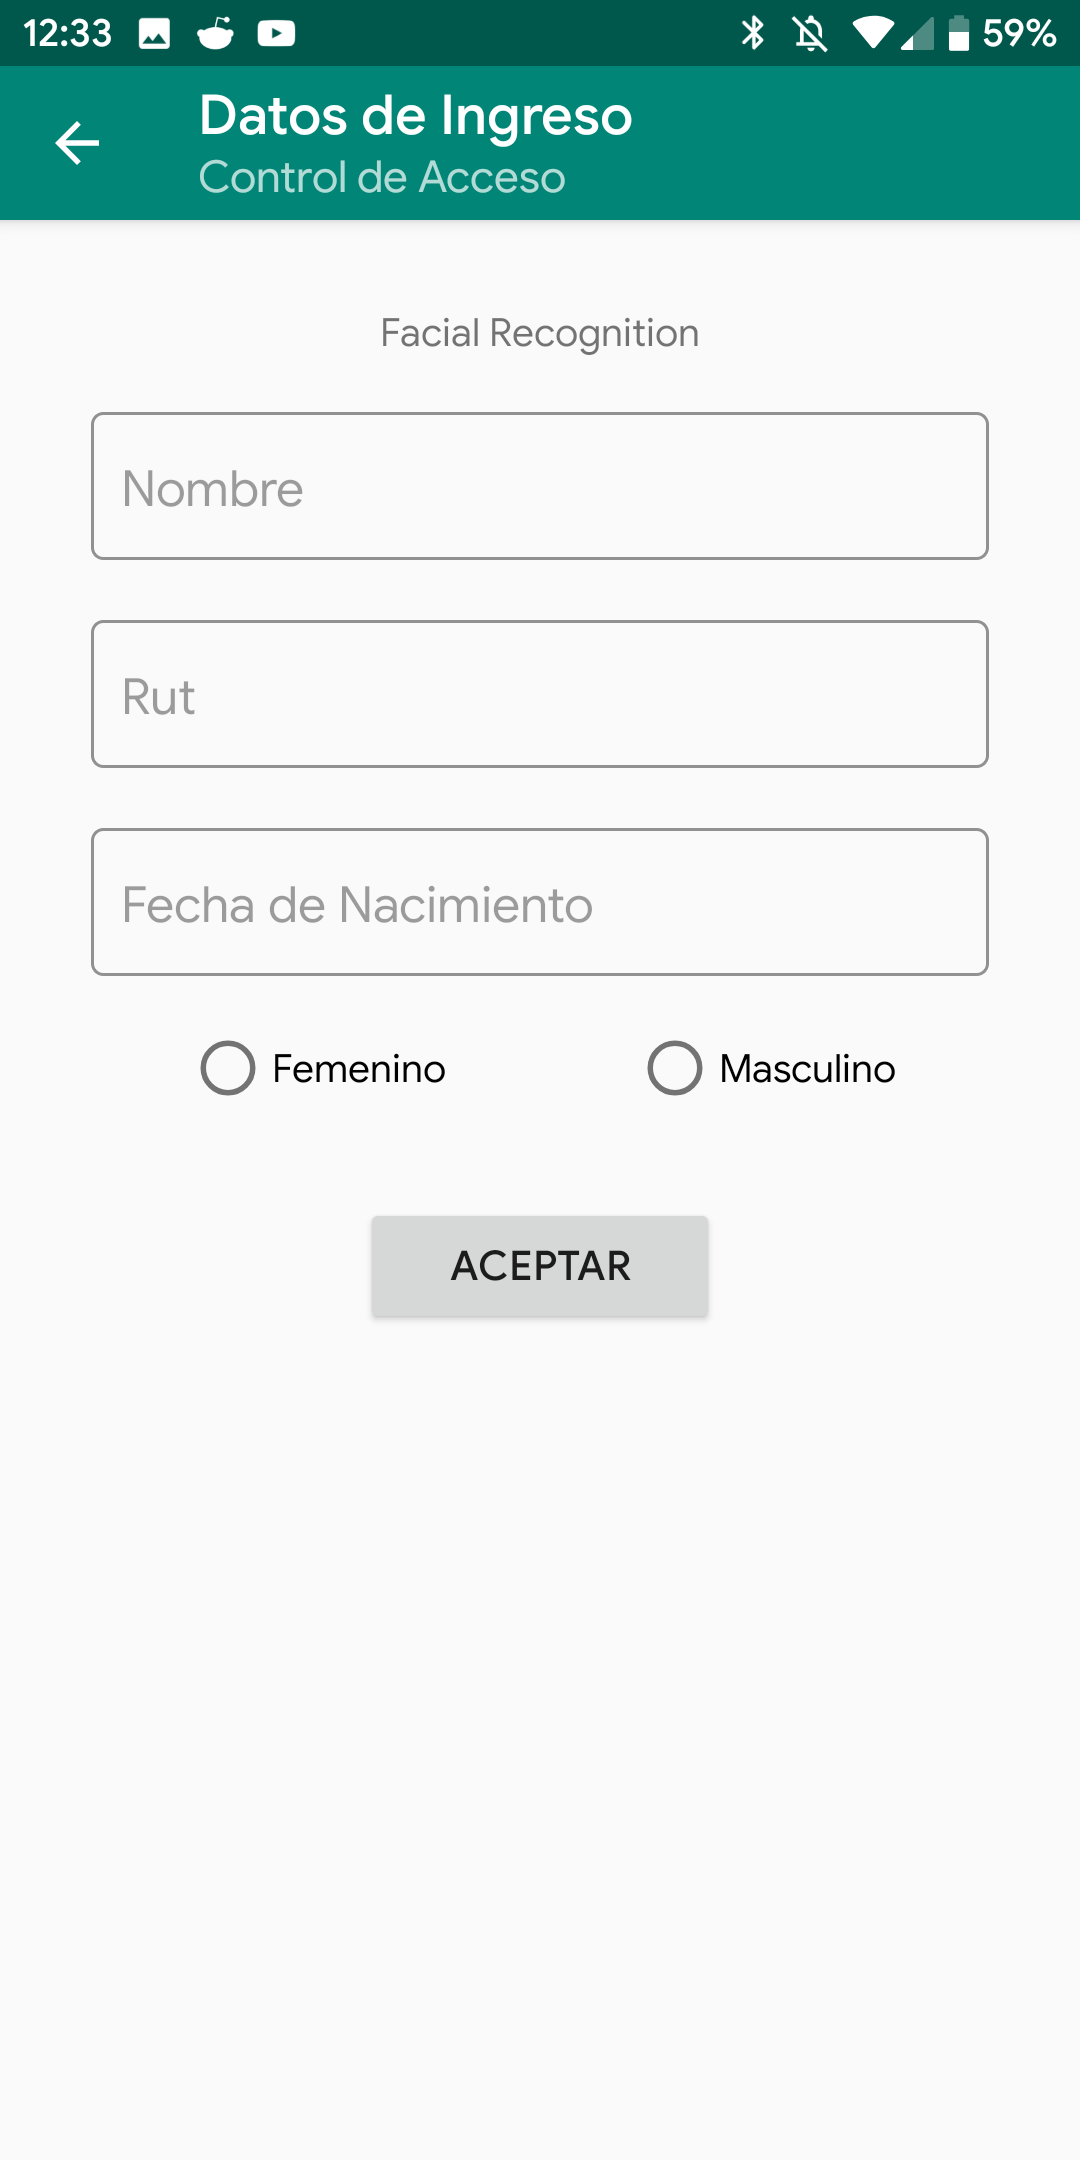 12:33 59%
Datos de Ingreso
Control de Acceso
Facial Recognition
Nombre
Rut
Fecha de Nacimiento
Femenino Masculino
ACEPTAR